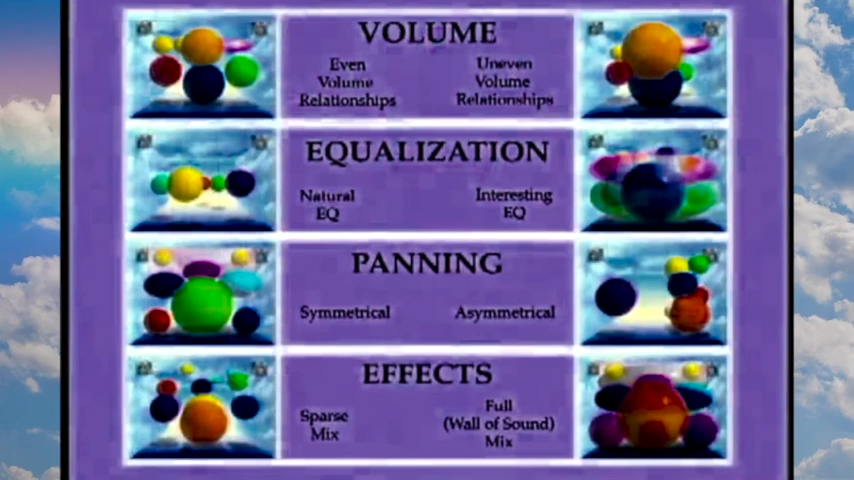 VOLUME
Even
Volume
Relationships
Uneven
Volume
Relationships
EQUALIZATION
Natural
EQ
Interesting
EQ
PANNING
Symmetrical
Asymmetrical
EFFECTS
Sparse
Mix
Full
(Wall of Sound)
Mix